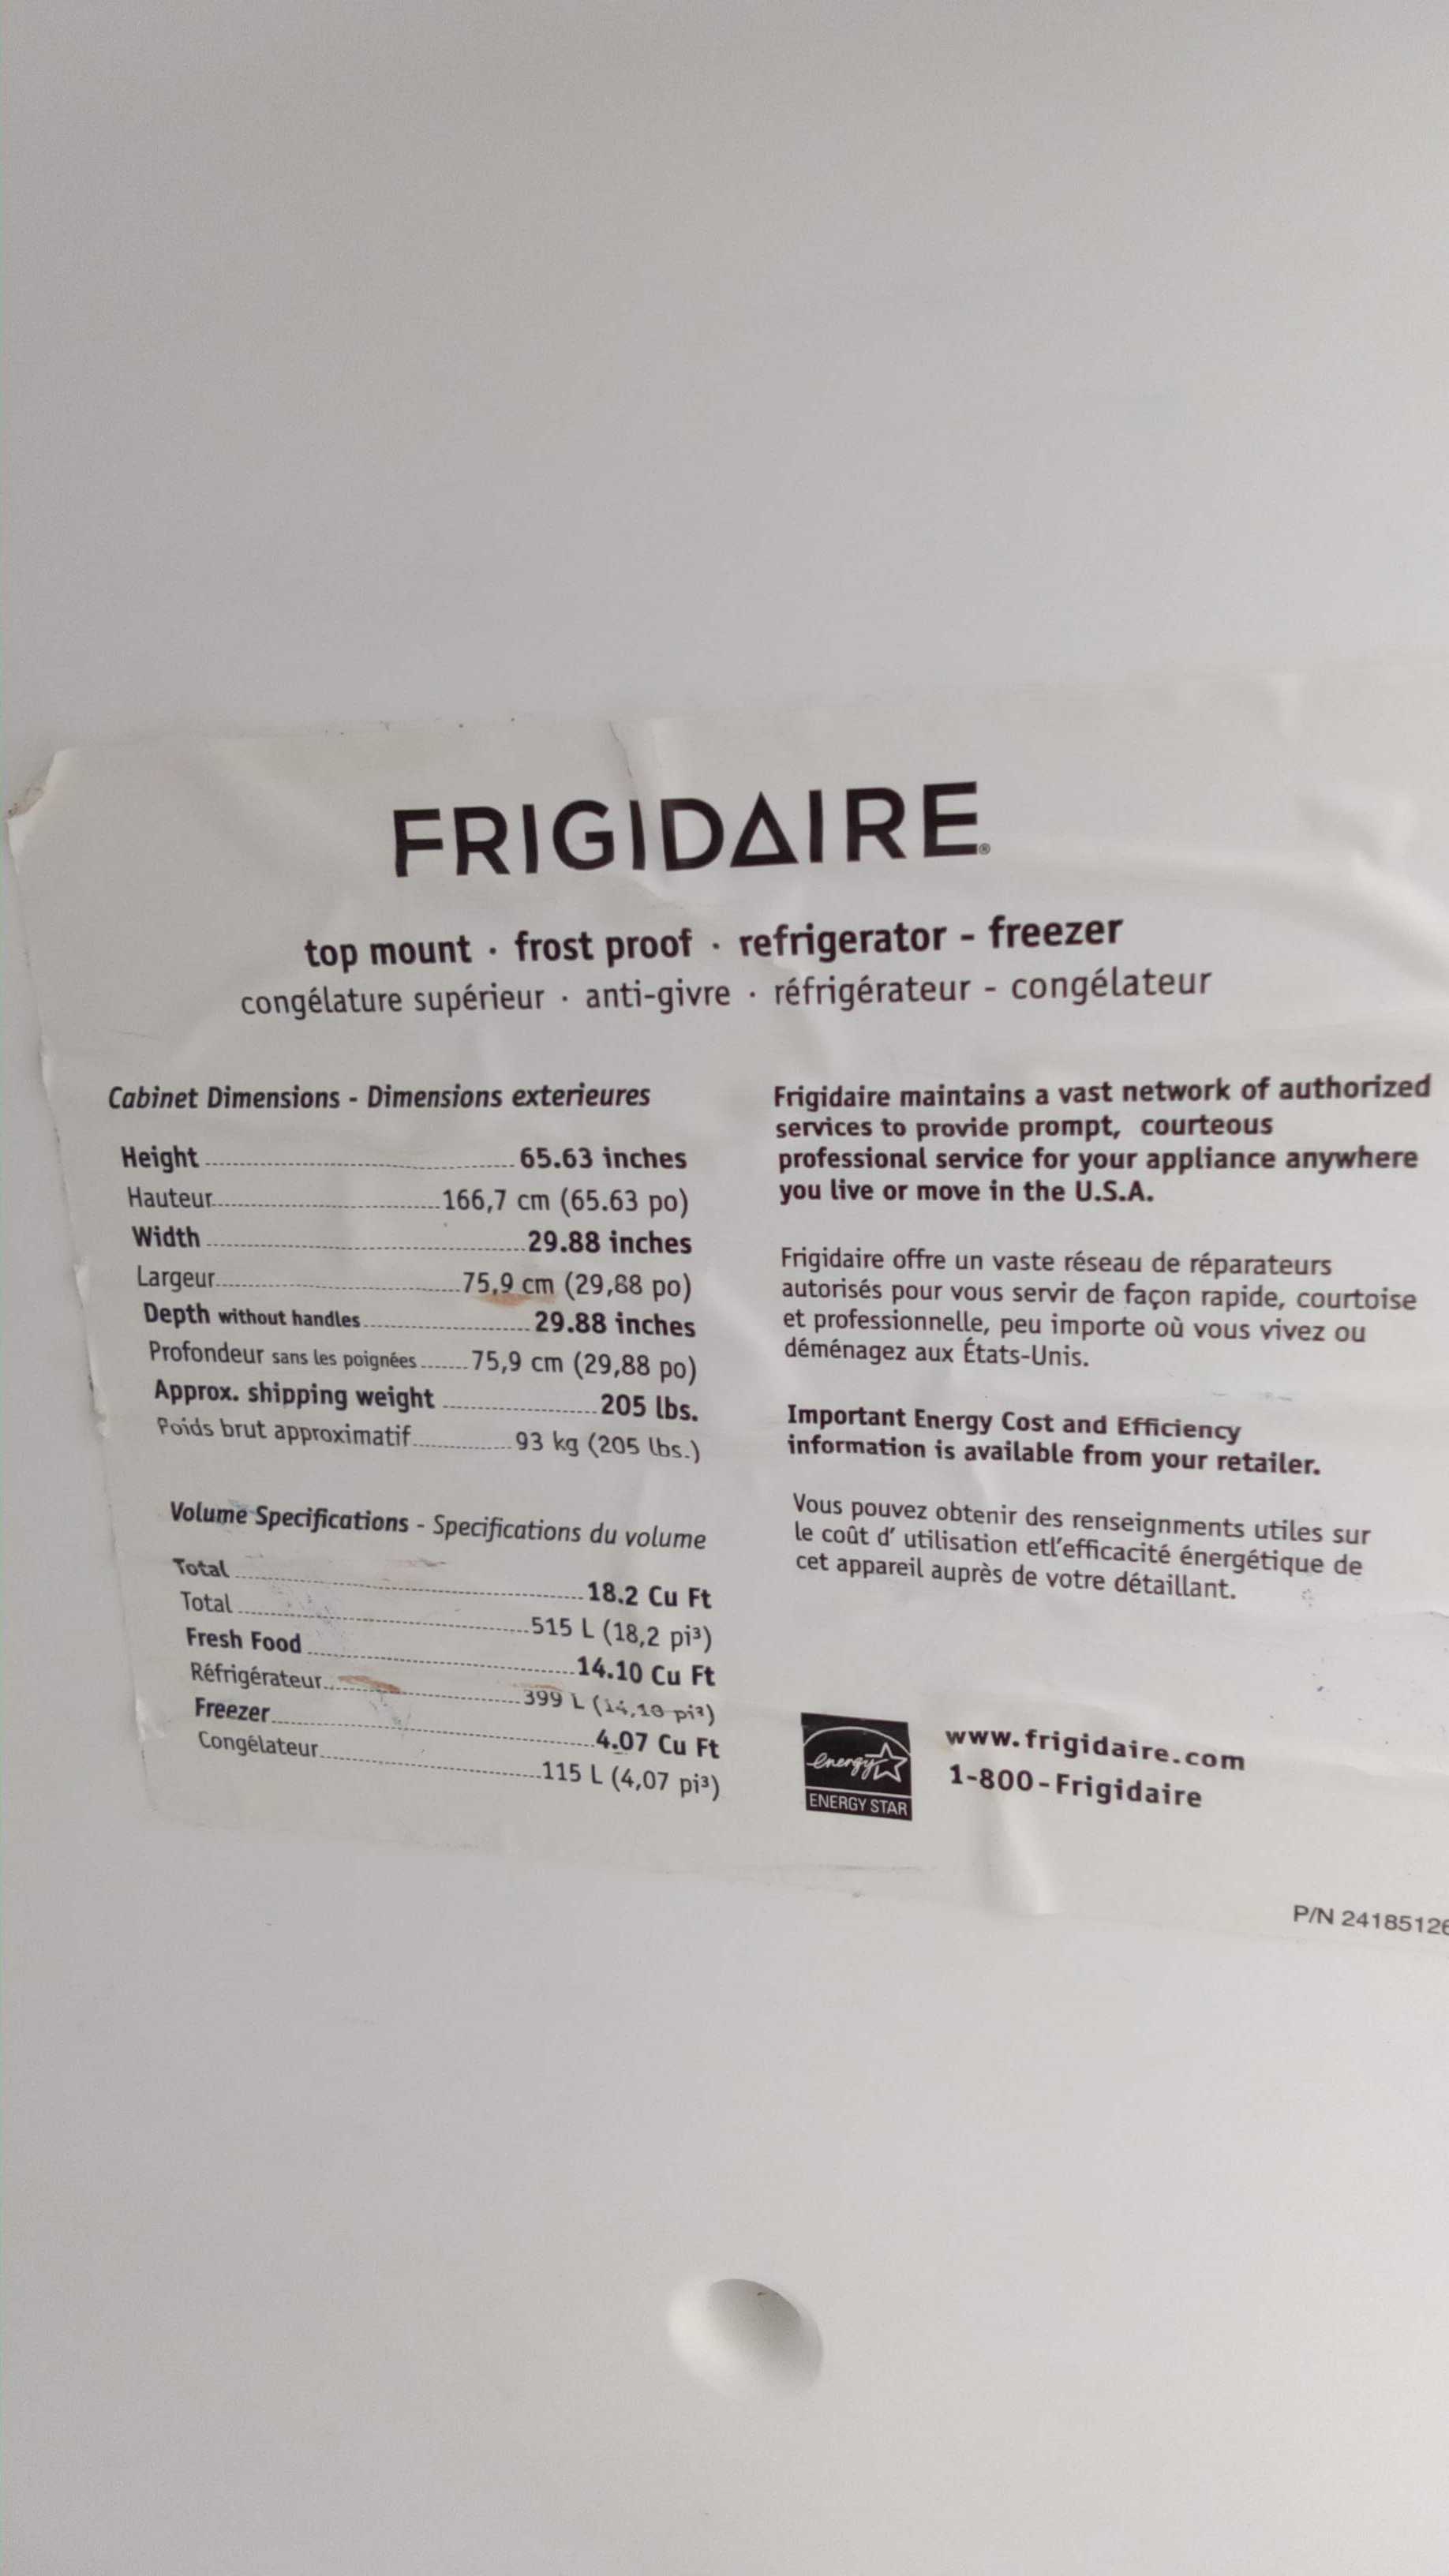 FRIGIDAIRE®
top mount · frost proof · refrigerator - freezer
congélature supérieur · anti-givre · réfrigérateur - congélateur
Cabinet Dimensions - Dimensions exterieures
Height 65.63 inches
Hauteur 166,7 cm (65.63 po)
Width 29.88 inches
Largeur 75,9 cm (29,88 po)
Depth without handles 29.88 inches
Profondeur sans les poignées 75,9 cm (29,88 po)
Approx. shipping weight 205 lbs.
Poids brut approximatif 93 kg (205 lbs.)
Volume Specifications - Specifications du volume
Total 18.2 Cu Ft
Total 515 L (18,2 pi³)
Fresh Food 14.10 Cu Ft
Réfrigérateur 399 L (14,10 pi³)
Freezer 4.07 Cu Ft
Congélateur 115 L (4,07 pi³)
Frigidaire maintains a vast network of authorized
services to provide prompt, courteous
professional service for your appliance anywhere
you live or move in the U.S.A.
Frigidaire offre un vaste réseau de réparateurs
autorisés pour vous servir de façon rapide, courtoise
et professionnelle, peu importe où vous vivez ou
déménagez aux États-Unis.
Important Energy Cost and Efficiency
information is available from your retailer.
Vous pouvez obtenir des renseignments utiles sur
le coût d' utilisation etl'efficacité énergétique de
cet appareil auprès de votre détaillant.
energy
ENERGY STAR
www.frigidaire.com
1-800-Frigidaire
P/N 24185126